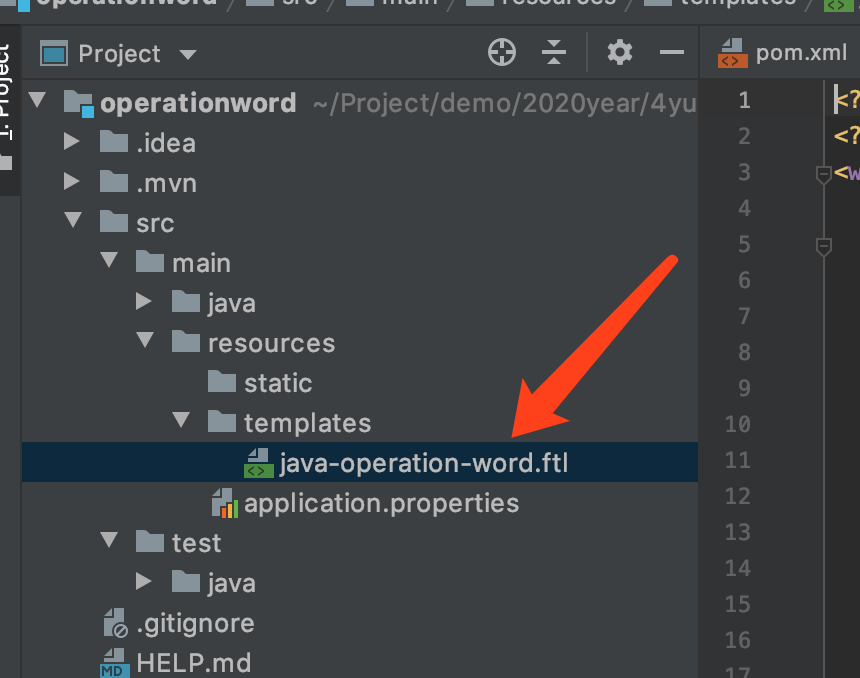 operationword / src / main / resources / templates /
Project
pom.xml
1: Project
operationword ~/Project/demo/2020year/4yu
.idea
.mvn
src
main
java
resources
static
templates
java-operation-word.ftl
application.properties
test
java
.gitignore
HELP.md
1 <?
2 <?
3 <w
4
5
6
7
8
9
10
11
12
13
14
15
16
17